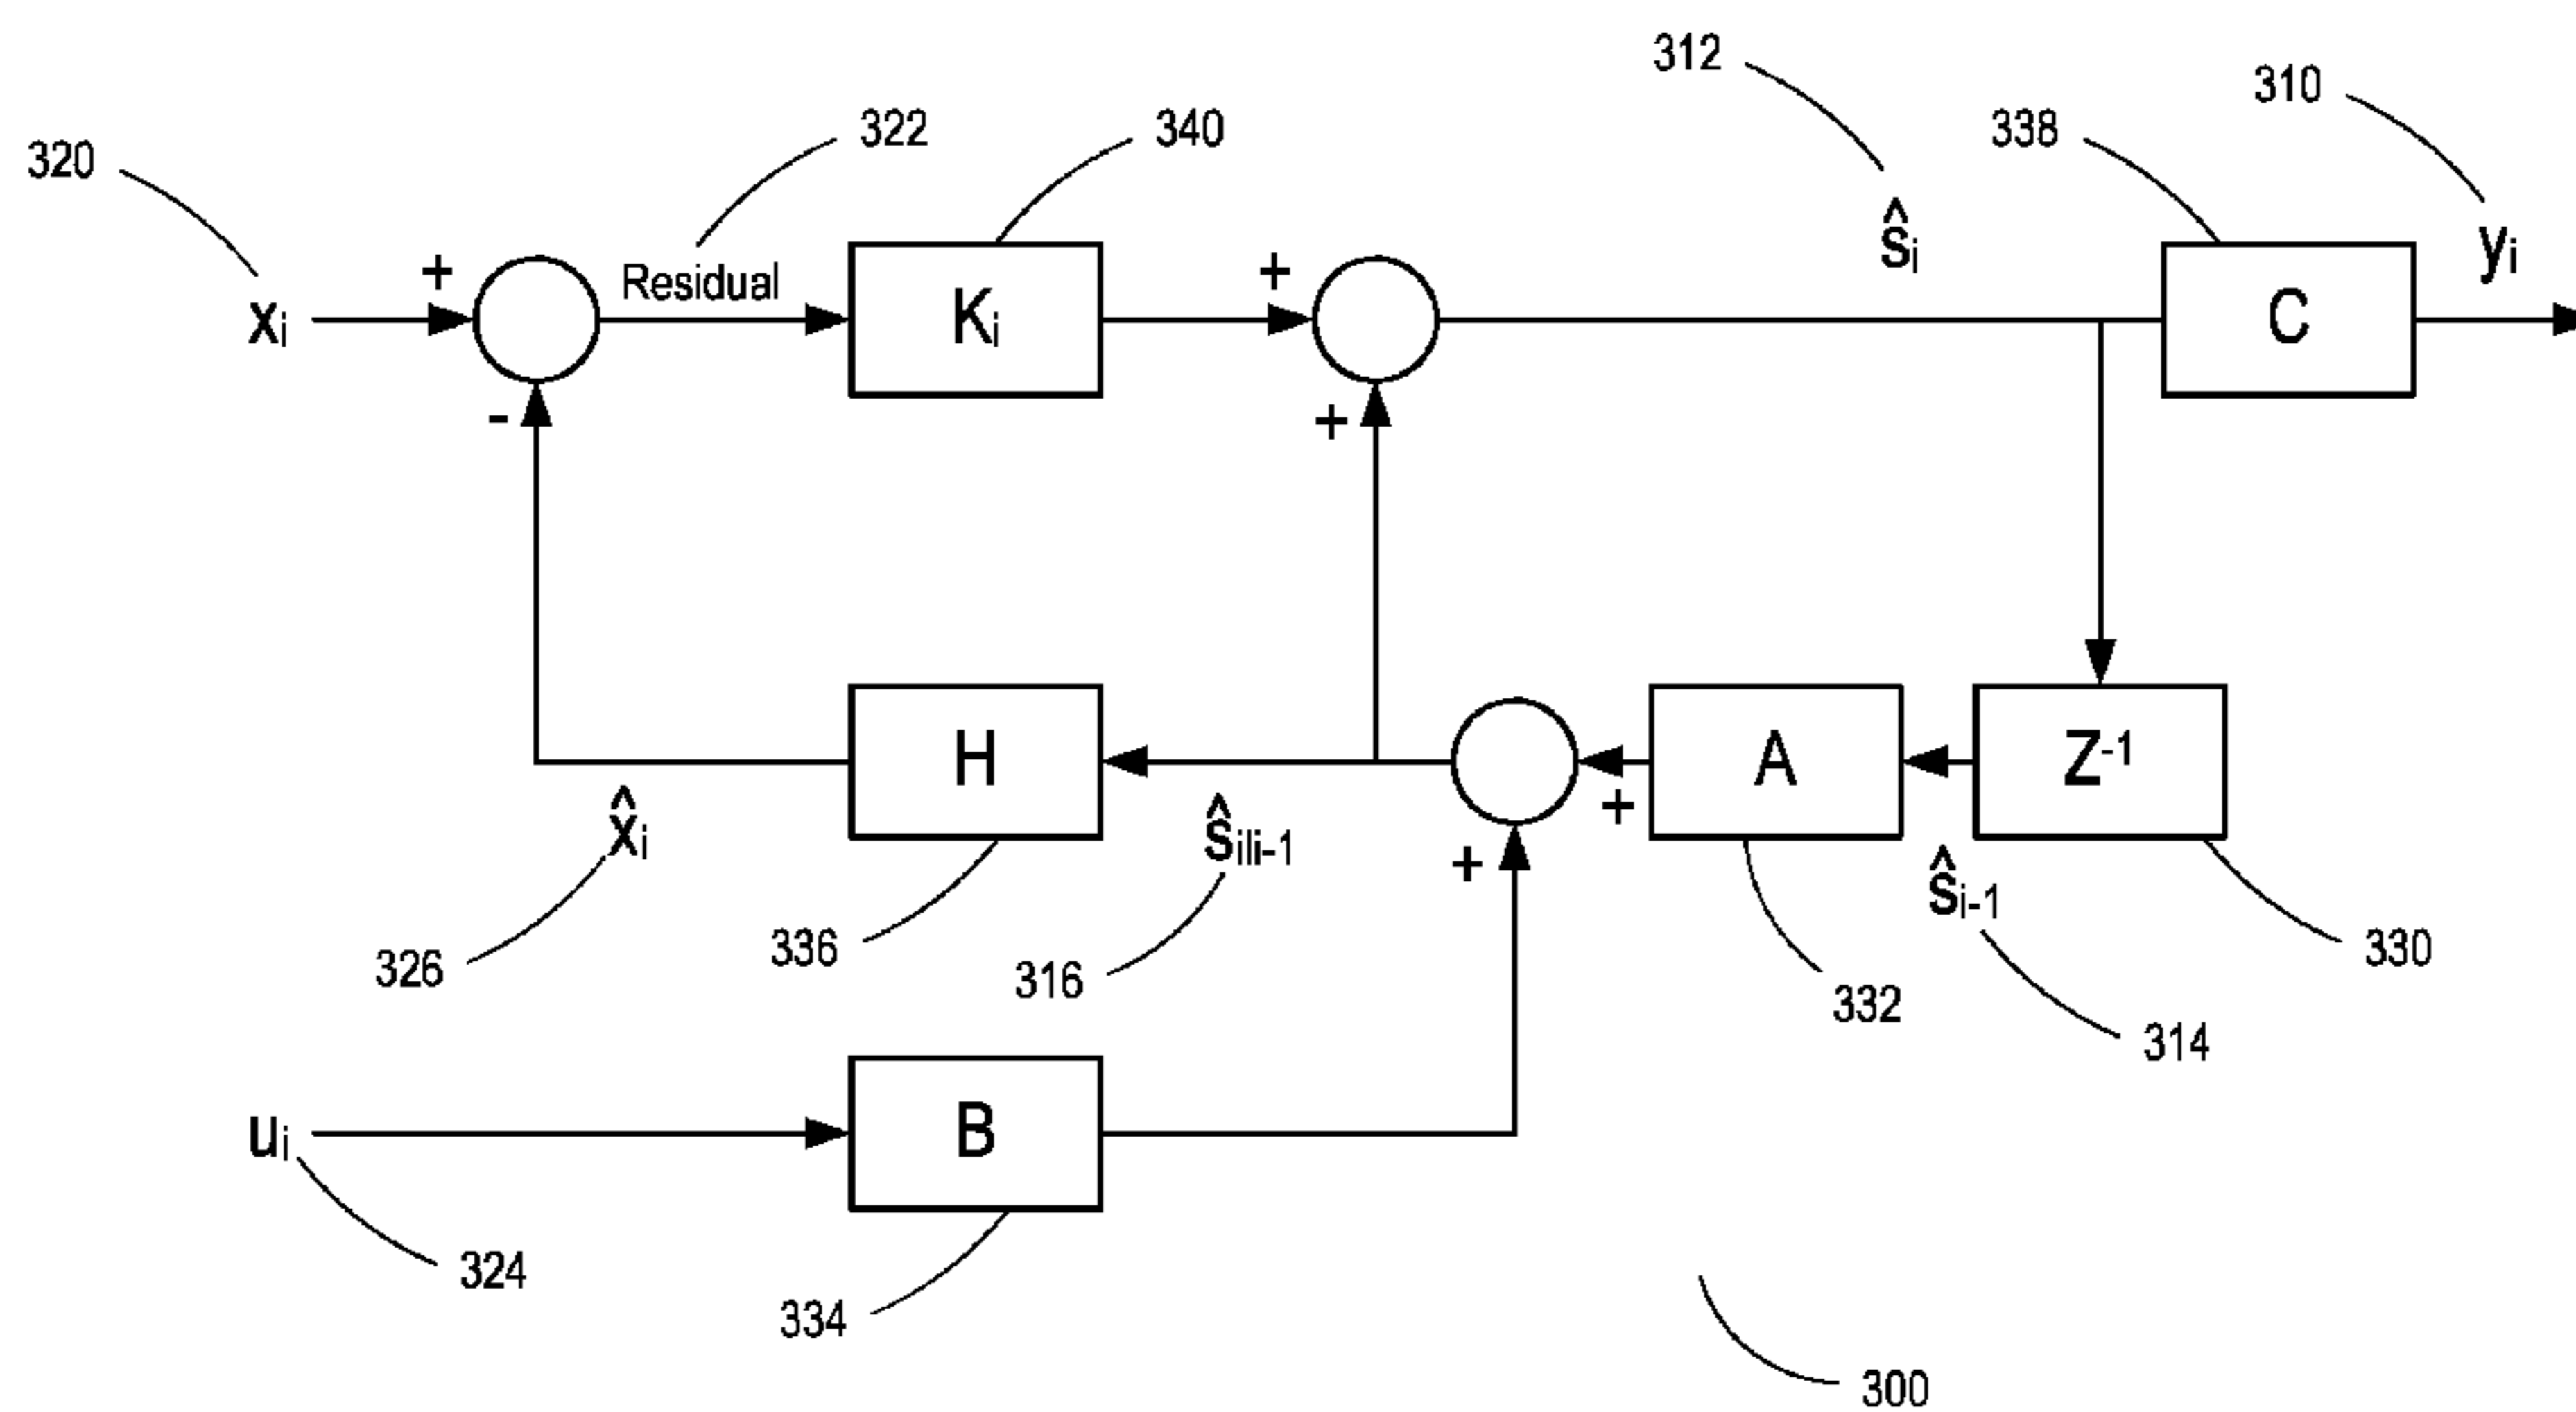 312
310
322
340
338
320
ŝi
yi
+
Residual
+
xi
Ki
C
-
+
H
A
Z-1
+
x̂i
ŝi|i-1
+
ŝi-1
326
336
316
332
330
314
ui
B
324
334
300